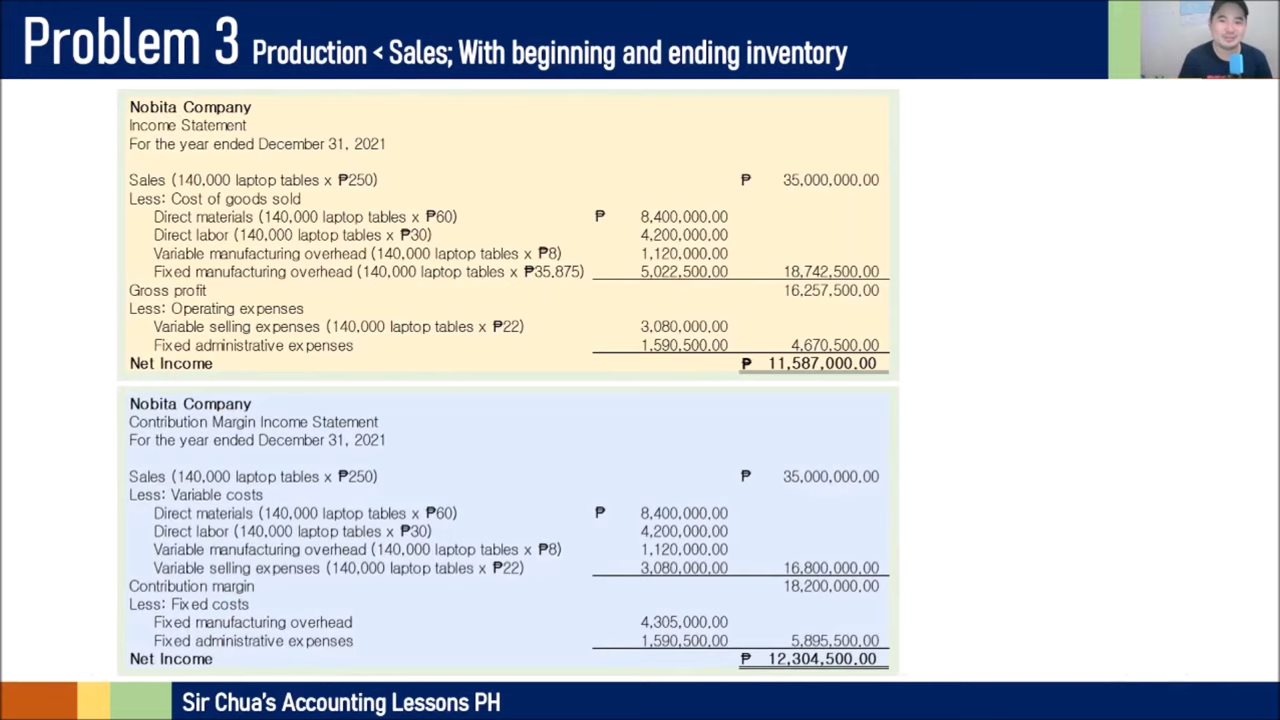 Problem 3 Production < Sales; With beginning and ending inventory
Nobita Company
Income Statement
For the year ended December 31, 2021
Sales (140,000 laptop tables x ₱250) ₱ 35,000,000.00
Less: Cost of goods sold
Direct materials (140,000 laptop tables x ₱60) ₱ 8,400,000.00
Direct labor (140,000 laptop tables x ₱30) 4,200,000.00
Variable manufacturing overhead (140,000 laptop tables x ₱8) 1,120,000.00
Fixed manufacturing overhead (140,000 laptop tables x ₱35.875) 5,022,500.00 18,742,500.00
Gross profit 16,257,500.00
Less: Operating expenses
Variable selling expenses (140,000 laptop tables x ₱22) 3,080,000.00
Fixed administrative expenses 1,590,500.00 4,670,500.00
Net Income ₱ 11,587,000.00
Nobita Company
Contribution Margin Income Statement
For the year ended December 31, 2021
Sales (140,000 laptop tables x ₱250) ₱ 35,000,000.00
Less: Variable costs
Direct materials (140,000 laptop tables x ₱60) ₱ 8,400,000.00
Direct labor (140,000 laptop tables x ₱30) 4,200,000.00
Variable manufacturing overhead (140,000 laptop tables x ₱8) 1,120,000.00
Variable selling expenses (140,000 laptop tables x ₱22) 3,080,000.00 16,800,000.00
Contribution margin 18,200,000.00
Less: Fixed costs
Fixed manufacturing overhead 4,305,000.00
Fixed administrative expenses 1,590,500.00 5,895,500.00
Net Income ₱ 12,304,500.00
Sir Chua's Accounting Lessons PH